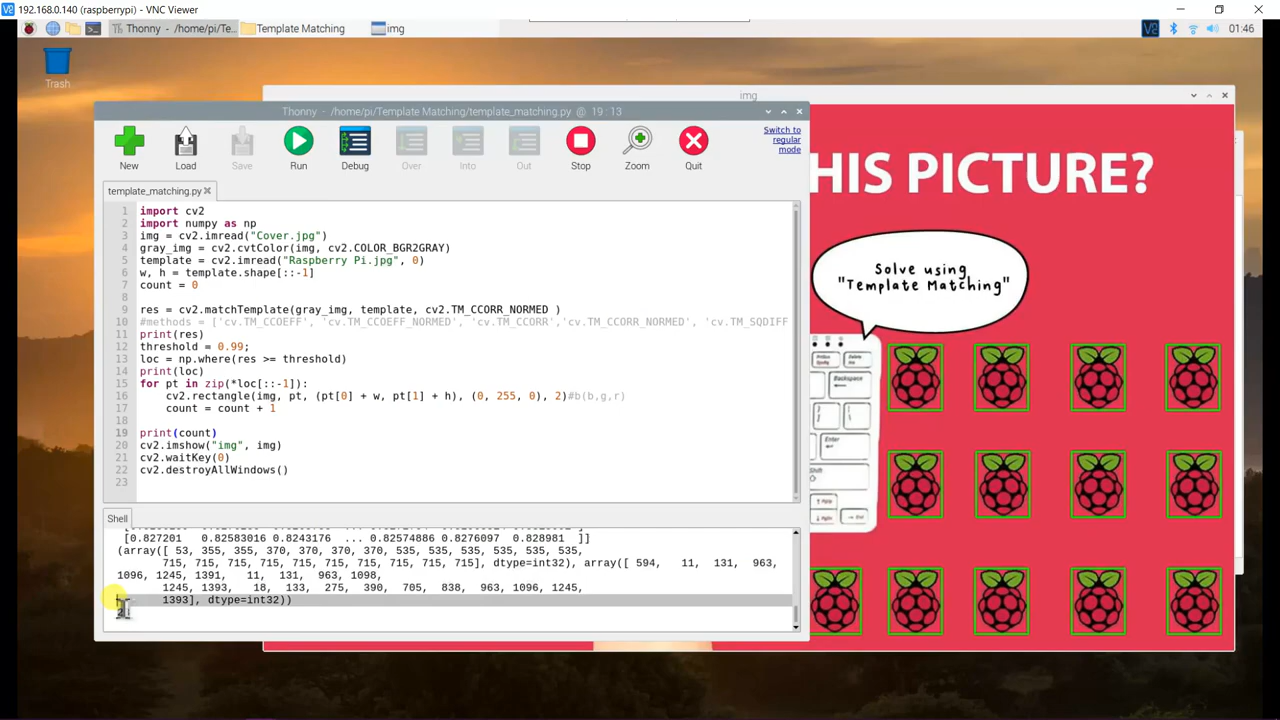 192.168.0.140 (raspberrypi) - VNC Viewer
Thonny - /home/pi/Te...
Template Matching
img
01:46
Trash
img
Thonny - /home/pi/Template Matching/template_matching.py @ 19 : 13
New
Load
Save
Run
Debug
Over
Into
Out
Stop
Zoom
Quit
Switch to
regular
mode
template_matching.py
1 import cv2
2 import numpy as np
3 img = cv2.imread("Cover.jpg")
4 gray_img = cv2.cvtColor(img, cv2.COLOR_BGR2GRAY)
5 template = cv2.imread("Raspberry Pi.jpg", 0)
6 w, h = template.shape[::-1]
7 count = 0
8
9 res = cv2.matchTemplate(gray_img, template, cv2.TM_CCORR_NORMED )
10 #methods = ['cv.TM_CCOEFF', 'cv.TM_CCOEFF_NORMED', 'cv.TM_CCORR','cv.TM_CCORR_NORMED', 'cv.TM_SQDIFF
11 print(res)
12 threshold = 0.99;
13 loc = np.where(res >= threshold)
14 print(loc)
15 for pt in zip(*loc[::-1]):
16 cv2.rectangle(img, pt, (pt[0] + w, pt[1] + h), (0, 255, 0), 2)#b(b,g,r)
17 count = count + 1
18
19 print(count)
20 cv2.imshow("img", img)
21 cv2.waitKey(0)
22 cv2.destroyAllWindows()
23
Shell
[0.827201 0.82583016 0.8243176 ... 0.82574886 0.8276097 0.828981 ]]
(array([ 53, 355, 355, 370, 370, 370, 370, 535, 535, 535, 535, 535, 535,
715, 715, 715, 715, 715, 715, 715, 715], dtype=int32), array([ 594, 11, 131, 963,
1096, 1245, 1391, 11, 131, 963, 1098,
1245, 1391, 18, 133, 275, 390, 705, 838, 963, 1096, 1245,
1393], dtype=int32))
HIS PICTURE?
Solve using
"Template Matching"
Backspace
Enter
Shift